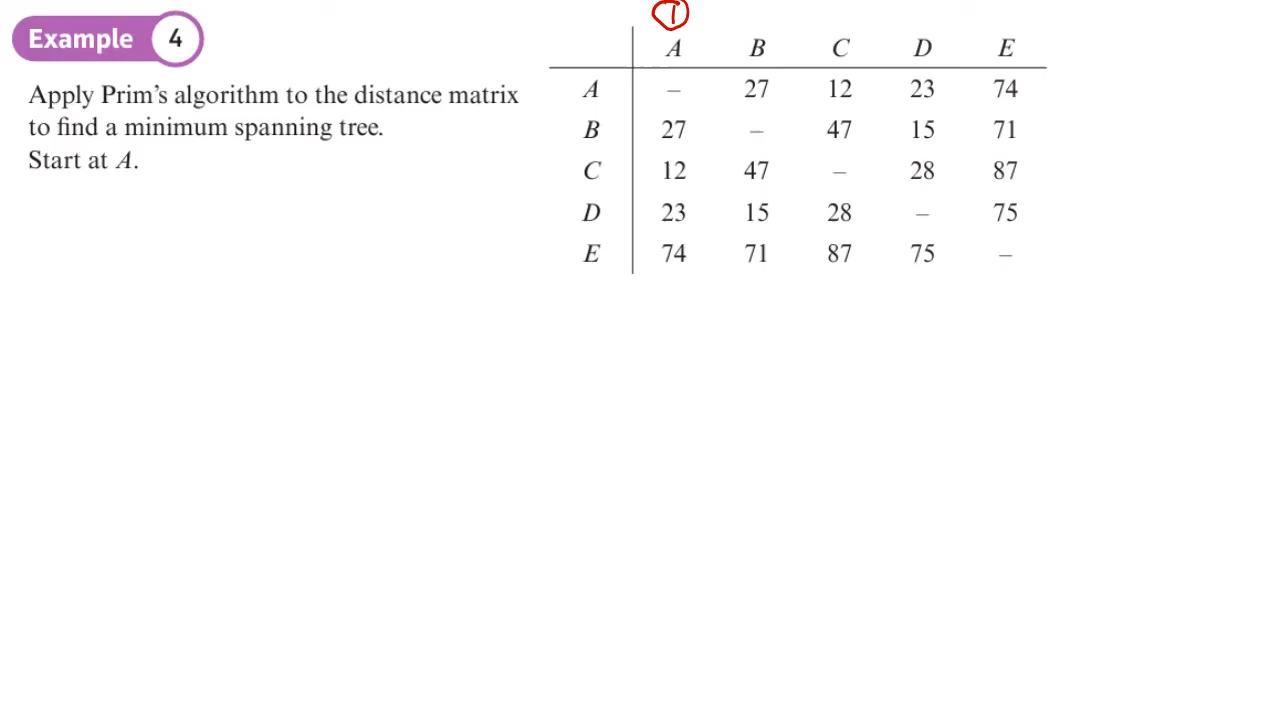 Example 4
Apply Prim's algorithm to the distance matrix
to find a minimum spanning tree.
Start at A.
1
A B C D E
A – 27 12 23 74
B 27 – 47 15 71
C 12 47 – 28 87
D 23 15 28 – 75
E 74 71 87 75 –